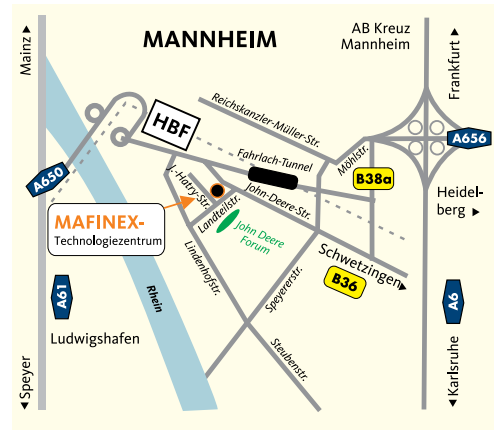 MANNHEIM
AB Kreuz
Mannheim
Mainz
Frankfurt
HBF
Reichskanzler-Müller-Str.
A656
Möhlstr.
Fahrlach-Tunnel
A650
J.-Hatry-Str.
B38a
John-Deere-Str.
Heidel-
berg
MAFINEX-
Technologiezentrum
Landteilstr.
John Deere
Forum
Schwetzingen
Lindenhofstr.
B36
A61
Rhein
Speyererstr.
A6
Ludwigshafen
Steubenstr.
Speyer
Karlsruhe